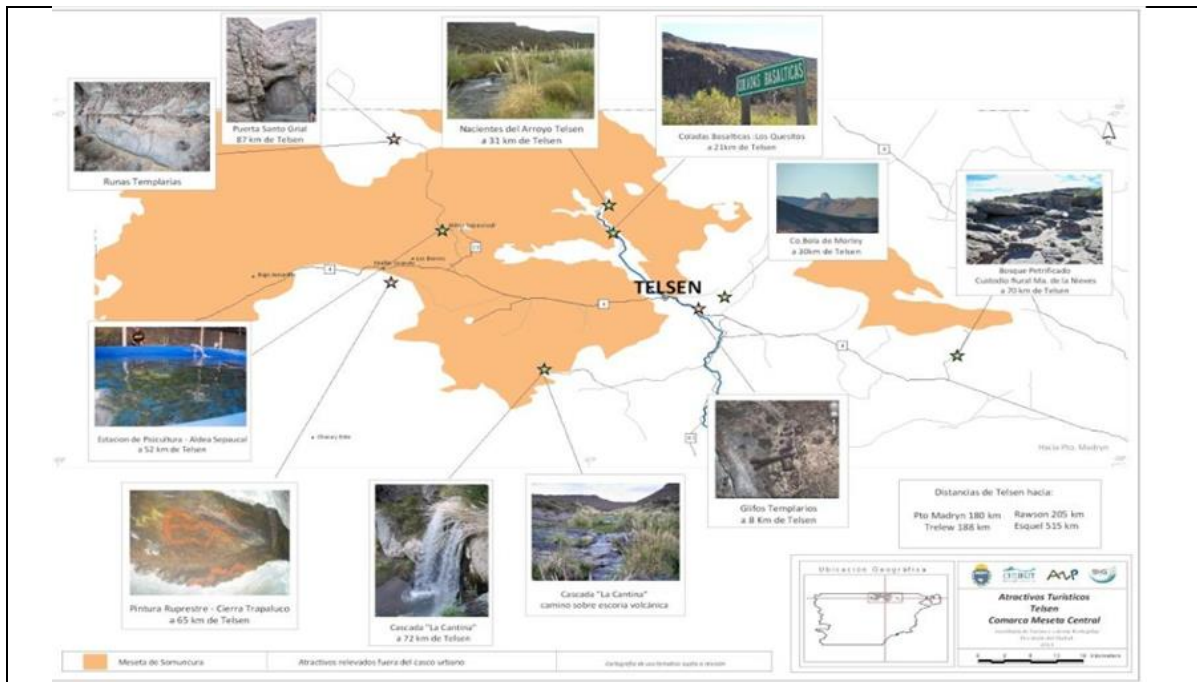 Puerta Santo Grial
87 km de Telsen
Runas Templarias
Nacientes del Arroyo Telsen
a 31 km de Telsen
COLADAS BASALTICAS
Coladas Basalticas :Los Quesitos
a 21km de Telsen
Co.Bola de Morley
a 30km de Telsen
Bosque Petrificado
Custodio Rural Ma. de la Nieves
a 70 km de Telsen
TELSEN
Los Blancos
Estacion de Piscicultura - Aldea Sepaucal
a 52 km de Telsen
Glifos Templarios
a 8 Km de Telsen
Hacia Pto. Madryn
Distancias de Telsen hacia:
Pto Madryn 180 km
Rawson 205 km
Trelew 188 km
Esquel 515 km
Pintura Ruprestre - Cierra Trapaluco
a 65 km de Telsen
Cascada "La Cantina"
a 72 km de Telsen
Cascada "La Cantina"
camino sobre escoria volcánica
Ubicación Geográfica
Atractivos Turísticos
Telsen
Comarca Meseta Central
Meseta de Somuncura
Atractivos relevados fuera del casco urbano